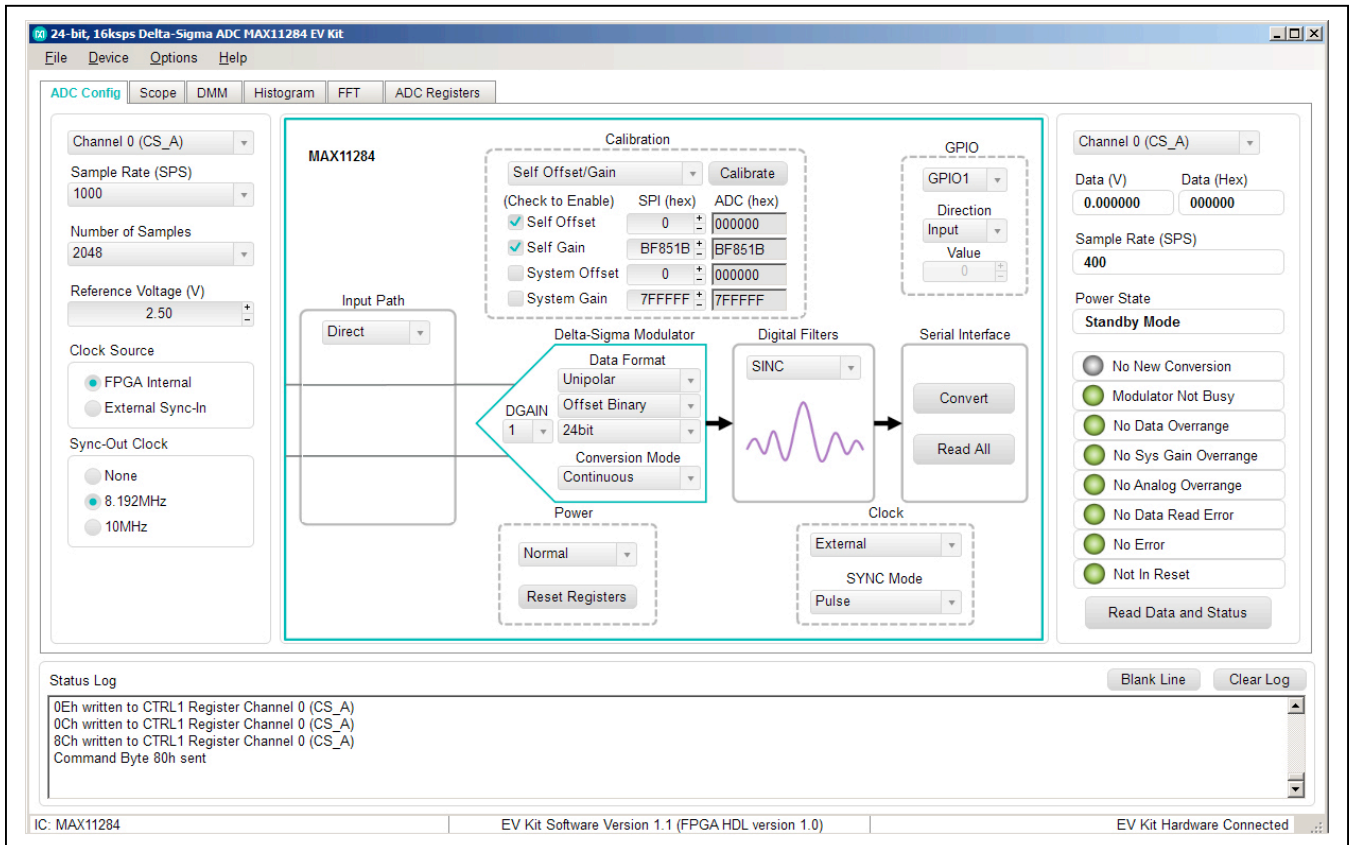 24-bit, 16ksps Delta-Sigma ADC MAX11284 EV Kit
File Device Options Help
ADC Config Scope DMM Histogram FFT ADC Registers
Channel 0 (CS_A)
Sample Rate (SPS)
1000
Number of Samples
2048
Reference Voltage (V)
2.50
Clock Source
FPGA Internal
External Sync-In
Sync-Out Clock
None
8.192MHz
10MHz
MAX11284
Calibration
Self Offset/Gain Calibrate
(Check to Enable) SPI (hex) ADC (hex)
Self Offset 0 000000
Self Gain BF851B BF851B
System Offset 0 000000
System Gain 7FFFFF 7FFFFF
GPIO
GPIO1
Direction
Input
Value
0
Input Path
Direct
Delta-Sigma Modulator
Data Format
Unipolar
Offset Binary
DGAIN
1
24bit
Conversion Mode
Continuous
Digital Filters
SINC
Serial Interface
Convert
Read All
Power
Normal
Reset Registers
Clock
External
SYNC Mode
Pulse
Channel 0 (CS_A)
Data (V) Data (Hex)
0.000000 000000
Sample Rate (SPS)
400
Power State
Standby Mode
No New Conversion
Modulator Not Busy
No Data Overrange
No Sys Gain Overrange
No Analog Overrange
No Data Read Error
No Error
Not In Reset
Read Data and Status
Status Log
Blank Line Clear Log
0Eh written to CTRL1 Register Channel 0 (CS_A)
0Ch written to CTRL1 Register Channel 0 (CS_A)
8Ch written to CTRL1 Register Channel 0 (CS_A)
Command Byte 80h sent
IC: MAX11284 EV Kit Software Version 1.1 (FPGA HDL version 1.0) EV Kit Hardware Connected